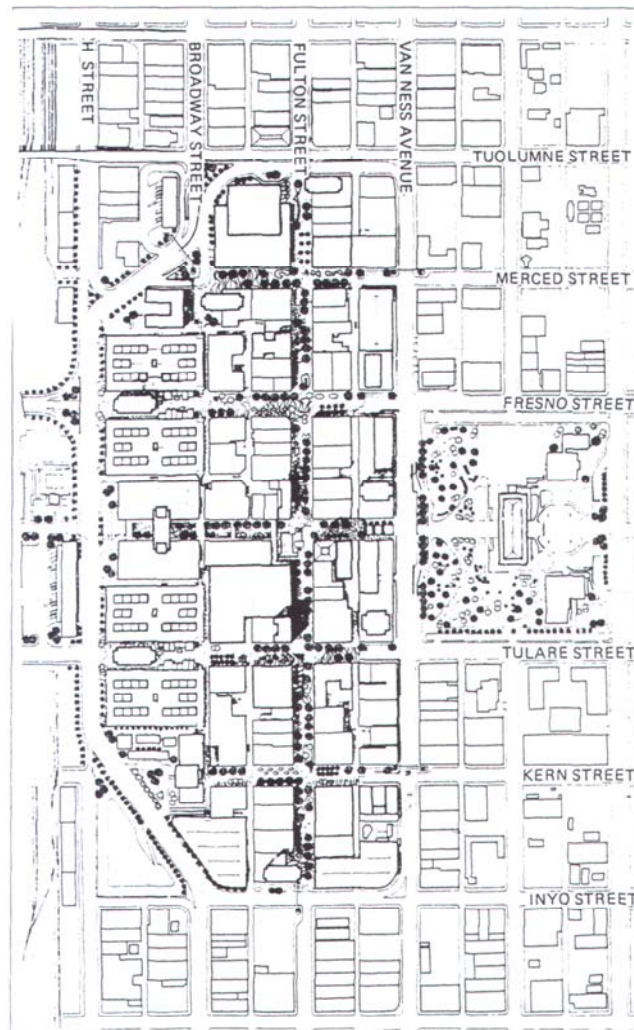 H STREET
BROADWAY STREET
FULTON STREET
VAN NESS AVENUE
TUOLUMNE STREET
MERCED STREET
FRESNO STREET
TULARE STREET
KERN STREET
INYO STREET